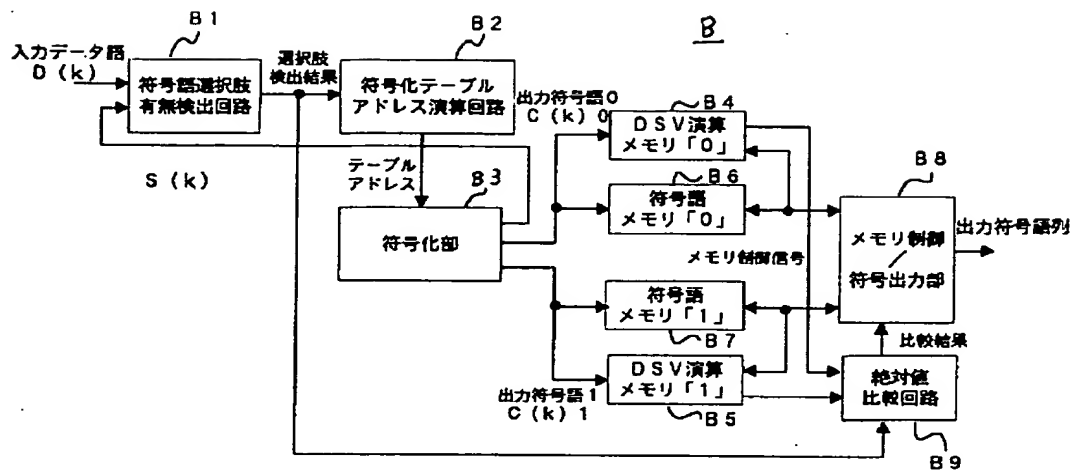 B
B1
入力データ語
D(k)
符号語選択肢
有無検出回路
選択肢
検出結果
B2
符号化テーブル
アドレス演算回路
S(k)
テーブル
アドレス
B3
符号化部
出力符号語0
C(k)0
B4
DSV演算
メモリ「0」
B6
符号語
メモリ「0」
メモリ制御信号
符号語
メモリ「1」
B7
DSV演算
メモリ「1」
B5
出力符号語1
C(k)1
B8
メモリ制御
/
符号出力部
出力符号語列
比較結果
絶対値
比較回路
B9